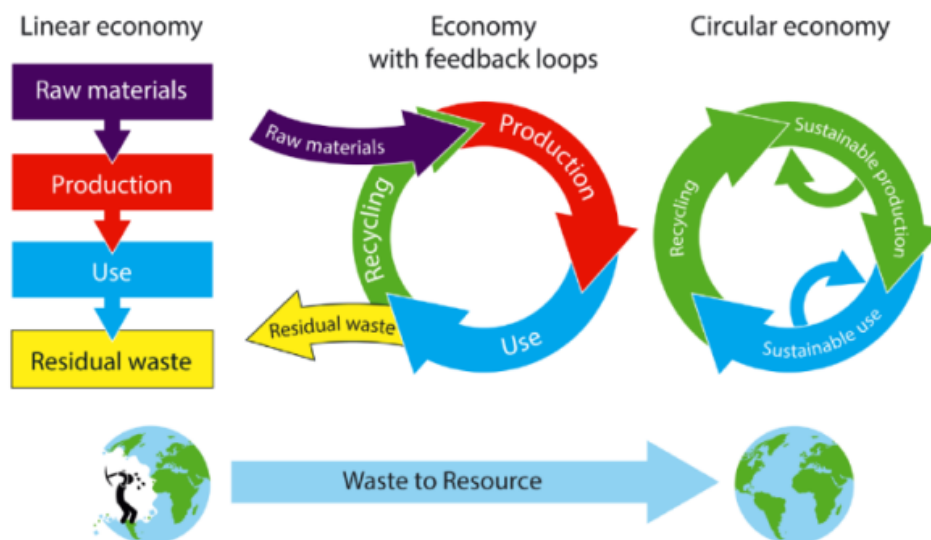 Linear economy
Raw materials
Production
Use
Residual waste
Economy
with feedback loops
Raw materials
Production
Use
Recycling
Residual waste
Circular economy
Sustainable production
Sustainable use
Recycling
Waste to Resource